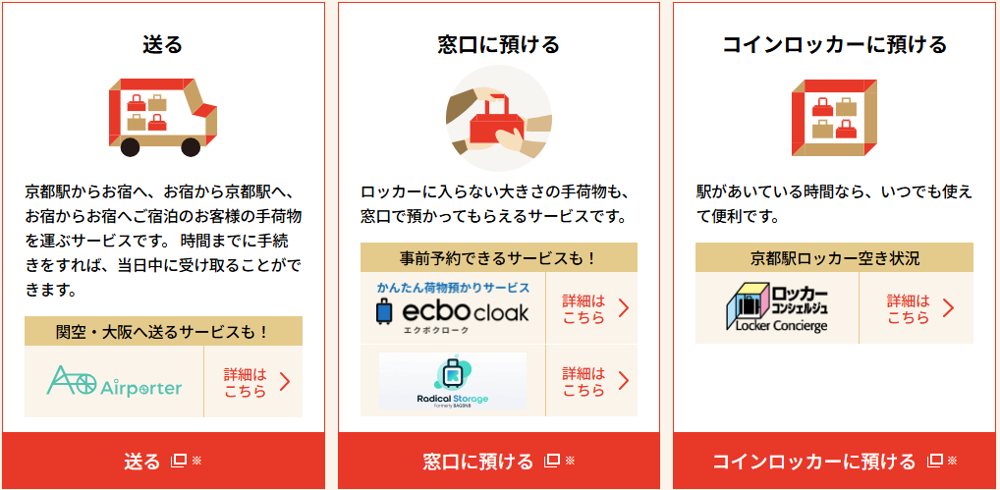 送る
京都駅からお宿へ、お宿から京都駅へ、
お宿からお宿へご宿泊のお客様の手荷物
を運ぶサービスです。 時間までに手続
きをすれば、当日中に受け取ることがで
きます。
関空・大阪へ送るサービスも！
Airporter
詳細は
こちら
送る ※
窓口に預ける
ロッカーに入らない大きさの手荷物も、
窓口で預かってもらえるサービスです。
事前予約できるサービスも！
かんたん荷物預かりサービス
ecbo cloak
エクボクローク
詳細は
こちら
Radical Storage
Formerly BAGBNB
詳細は
こちら
窓口に預ける ※
コインロッカーに預ける
駅があいている時間なら、いつでも使え
て便利です。
京都駅ロッカー空き状況
ロッカー
コンシェルジュ
Locker Concierge
詳細は
こちら
コインロッカーに預ける ※